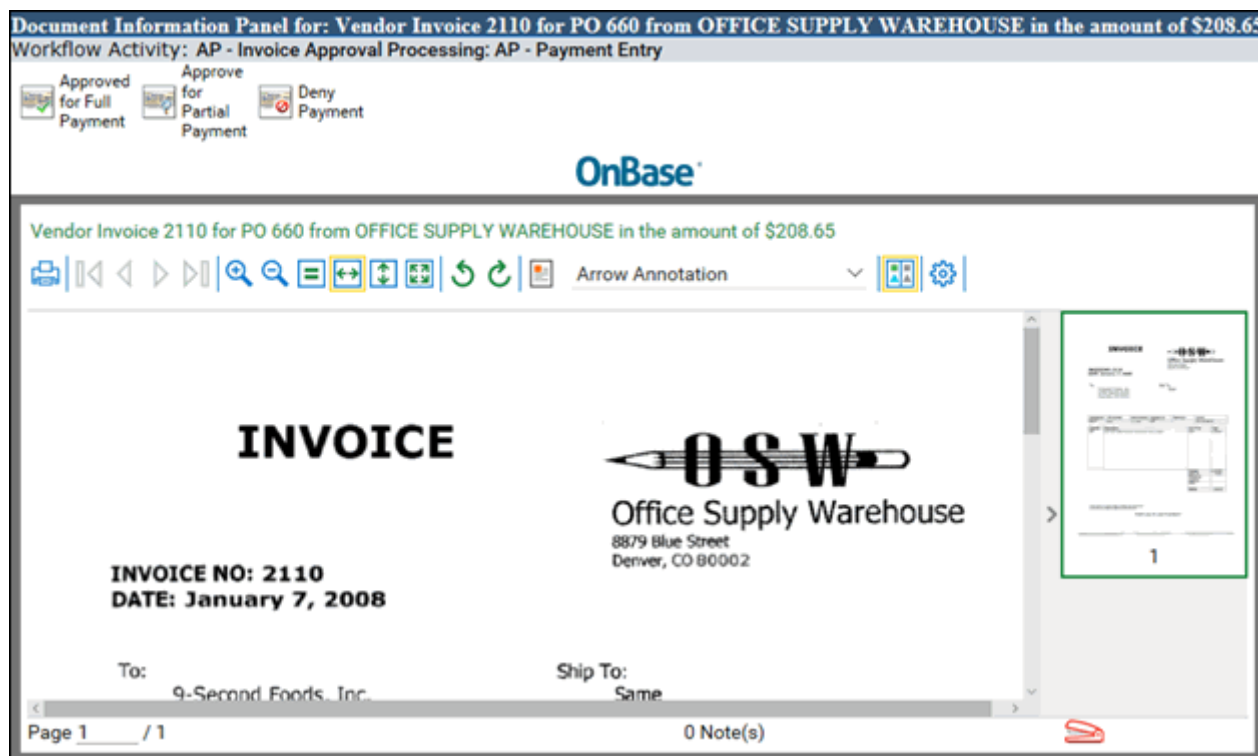 Document Information Panel for: Vendor Invoice 2110 for PO 660 from OFFICE SUPPLY WAREHOUSE in the amount of $208.65
Workflow Activity: AP - Invoice Approval Processing: AP - Payment Entry
Approved
for Full
Payment
Approve
for
Partial
Payment
Deny
Payment
OnBase
Vendor Invoice 2110 for PO 660 from OFFICE SUPPLY WAREHOUSE in the amount of $208.65
Arrow Annotation
INVOICE
OSW
Office Supply Warehouse
8879 Blue Street
Denver, CO 80002
INVOICE NO: 2110
DATE: January 7, 2008
To:
9-Second Foods, Inc.
Ship To:
Same
INVOICE
OSW
1
Page 1 / 1
0 Note(s)